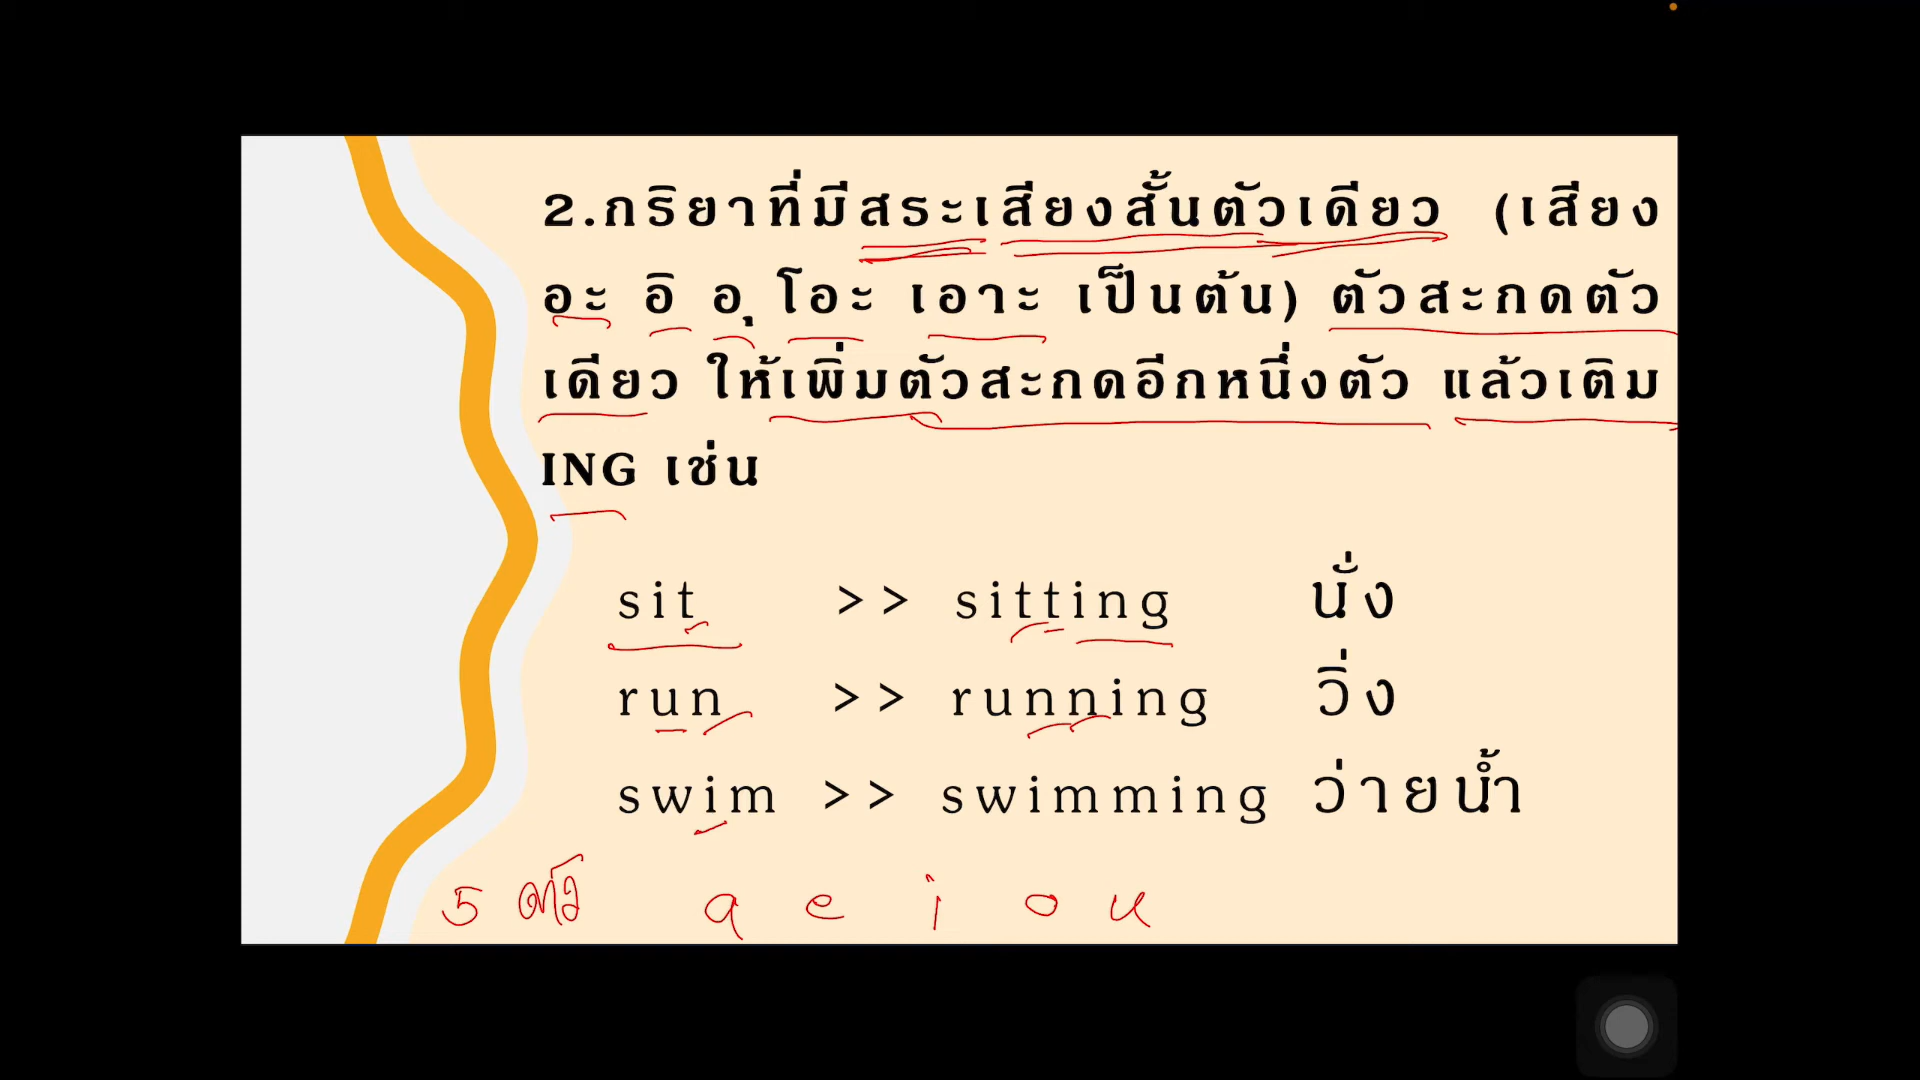 2.กริยาที่มีสระเสียงสั้นตัวเดียว (เสียง
อะ อิ อุ โอะ เอาะ เป็นต้น) ตัวสะกดตัว
เดียว ให้เพิ่มตัวสะกดอีกหนึ่งตัว แล้วเติม
ING เช่น
sit >> sitting นั่ง
run >> running วิ่ง
swim >> swimming ว่ายน้ำ
5 ตัว a e i o u